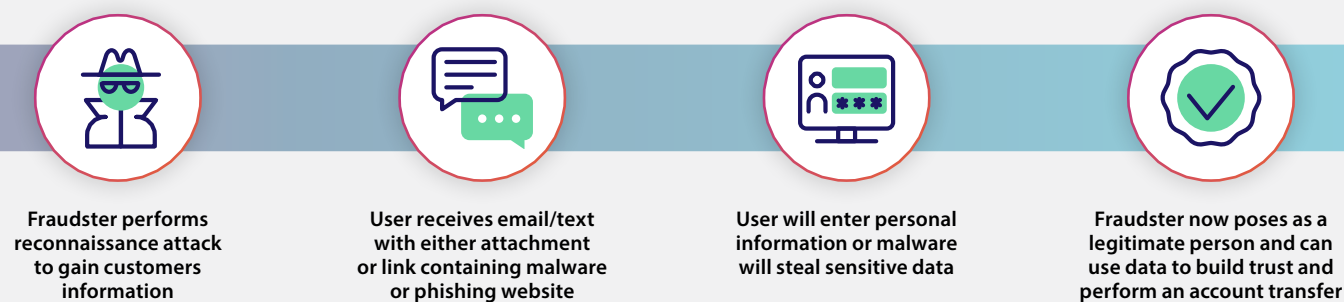 Fraudster performs
reconnaissance attack
to gain customers
information
User receives email/text
with either attachment
or link containing malware
or phishing website
User will enter personal
information or malware
will steal sensitive data
Fraudster now poses as a
legitimate person and can
use data to build trust and
perform an account transfer